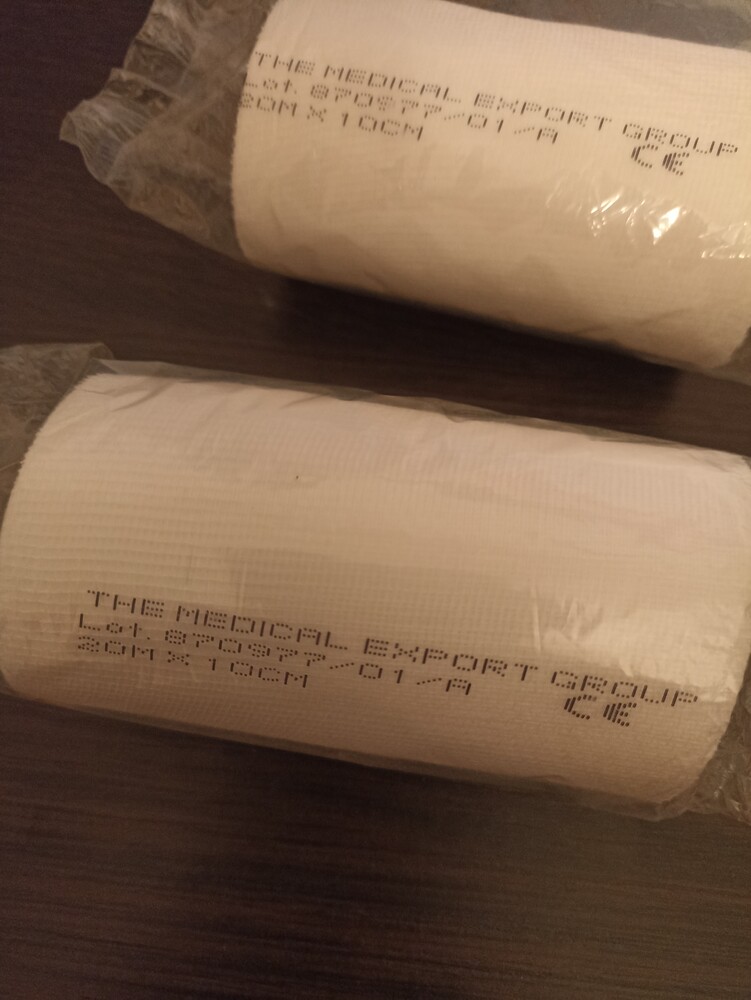 THE MEDICAL EXPORT GROUP
Lot. 870977/01/A
20M X 10CM CE
THE MEDICAL EXPORT GROUP
Lot. 870977/01/A
20M X 10CM CE